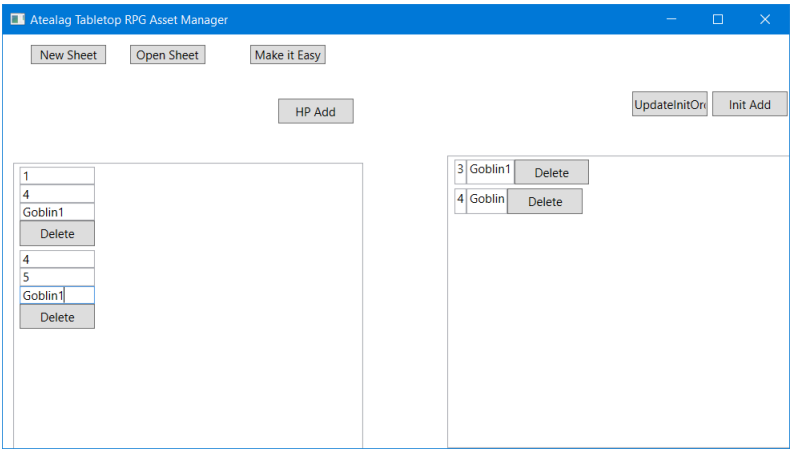 Atealag Tabletop RPG Asset Manager
New Sheet Open Sheet Make it Easy
HP Add
UpdateInitOr Init Add
1
4
Goblin1
Delete
4
5
Goblin1
Delete
3 Goblin1 Delete
4 Goblin Delete